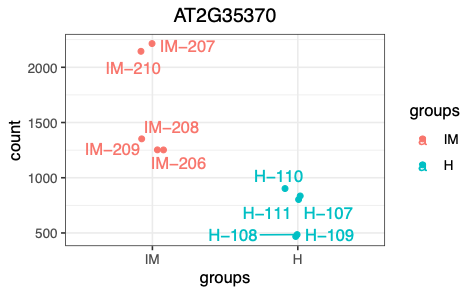 AT2G35370
count
2000
1500
1000
500
IM−207
IM−210
IM−208
IM−209
IM−206
H−110
H−111 H−107
H−108 H−109
IM H
groups
groups
a IM
a H